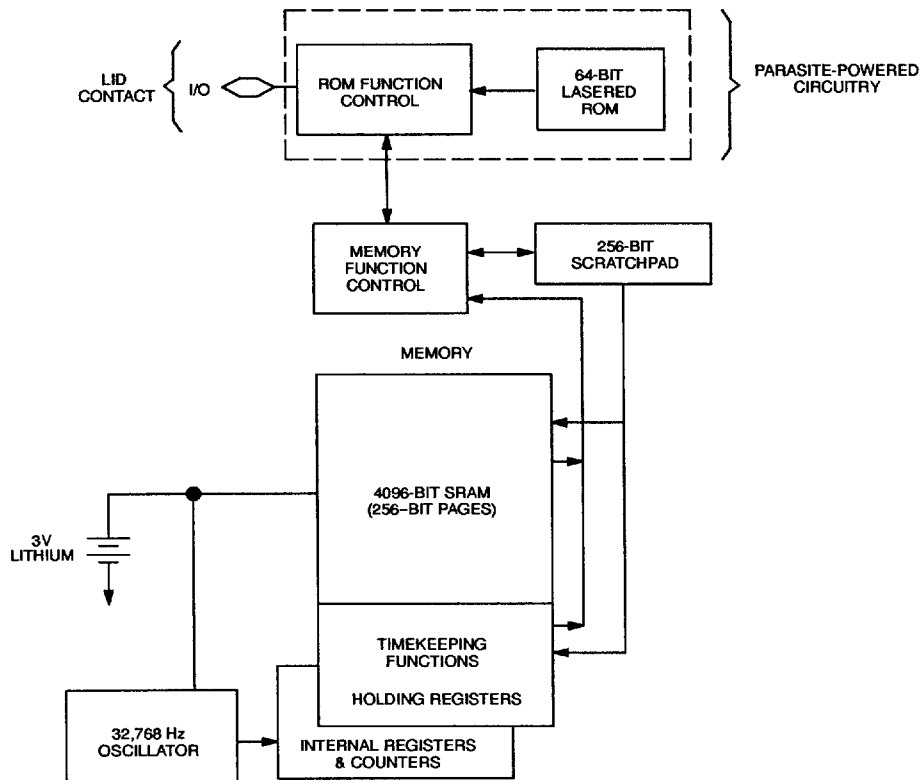 LID
CONTACT
I/O
ROM FUNCTION
CONTROL
64-BIT
LASERED
ROM
PARASITE-POWERED
CIRCUITRY
MEMORY
FUNCTION
CONTROL
256-BIT
SCRATCHPAD
MEMORY
4096-BIT SRAM
(256-BIT PAGES)
3V
LITHIUM
TIMEKEEPING
FUNCTIONS
HOLDING REGISTERS
32,768 Hz
OSCILLATOR
INTERNAL REGISTERS
& COUNTERS